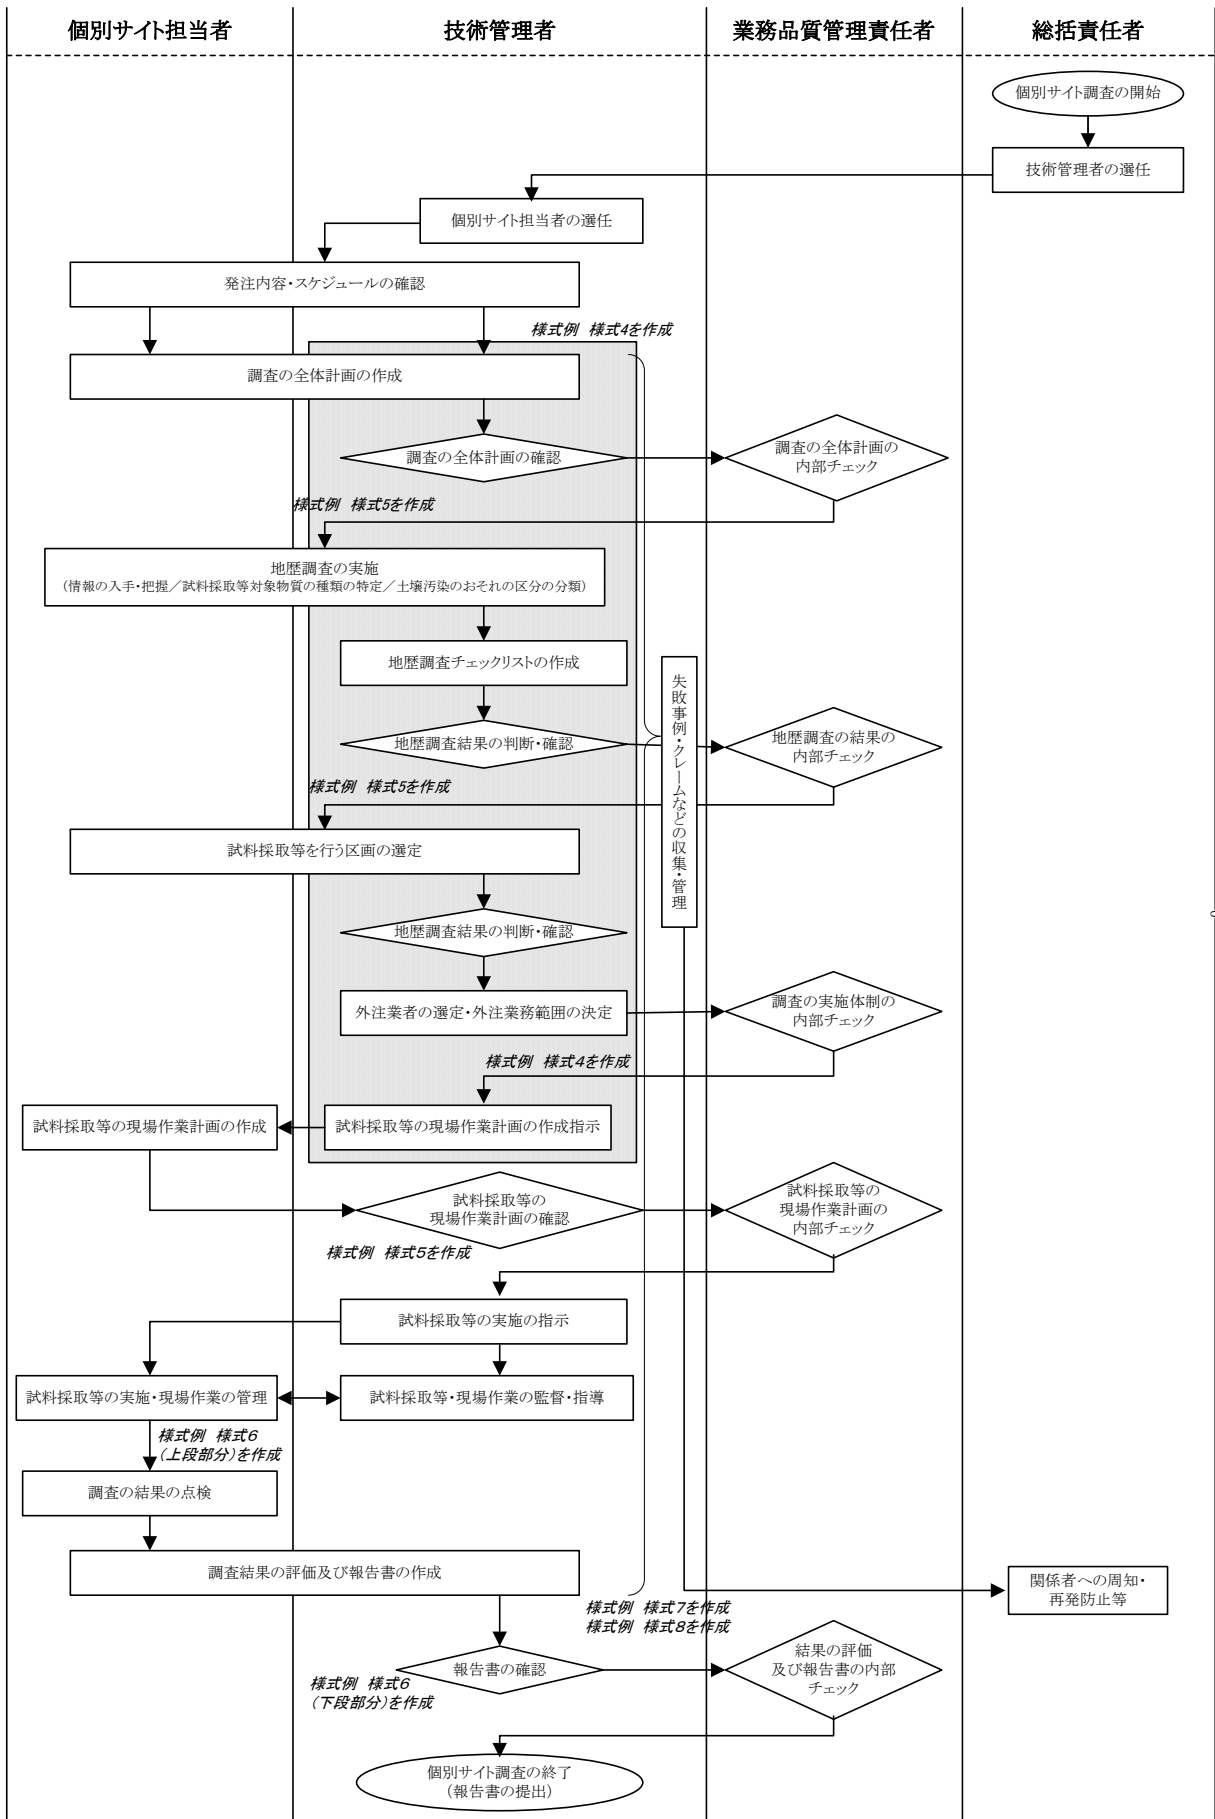 個別サイト担当者
技術管理者
業務品質管理責任者
総括責任者
個別サイト調査の開始
技術管理者の選任
個別サイト担当者の選任
発注内容・スケジュールの確認
様式例 様式4を作成
調査の全体計画の作成
調査の全体計画の確認
調査の全体計画の
内部チェック
様式例 様式5を作成
地歴調査の実施
（情報の入手・把握／試料採取等対象物質の種類の特定／土壌汚染のおそれの区分の分類）
地歴調査チェックリストの作成
失敗事例・クレームなどの収集・管理
地歴調査結果の判断・確認
地歴調査の結果の
内部チェック
様式例 様式5を作成
試料採取等を行う区画の選定
地歴調査結果の判断・確認
外注業者の選定・外注業務範囲の決定
調査の実施体制の
内部チェック
様式例 様式4を作成
試料採取等の現場作業計画の作成
試料採取等の現場作業計画の作成指示
試料採取等の
現場作業計画の確認
試料採取等の
現場作業計画の
内部チェック
様式例 様式5を作成
試料採取等の実施の指示
試料採取等の実施・現場作業の管理
試料採取等・現場作業の監督・指導
様式例 様式6
（上段部分）を作成
調査の結果の点検
調査結果の評価及び報告書の作成
関係者への周知・
再発防止等
様式例 様式7を作成
様式例 様式8を作成
報告書の確認
結果の評価
及び報告書の内部
チェック
様式例 様式6
（下段部分）を作成
個別サイト調査の終了
（報告書の提出）